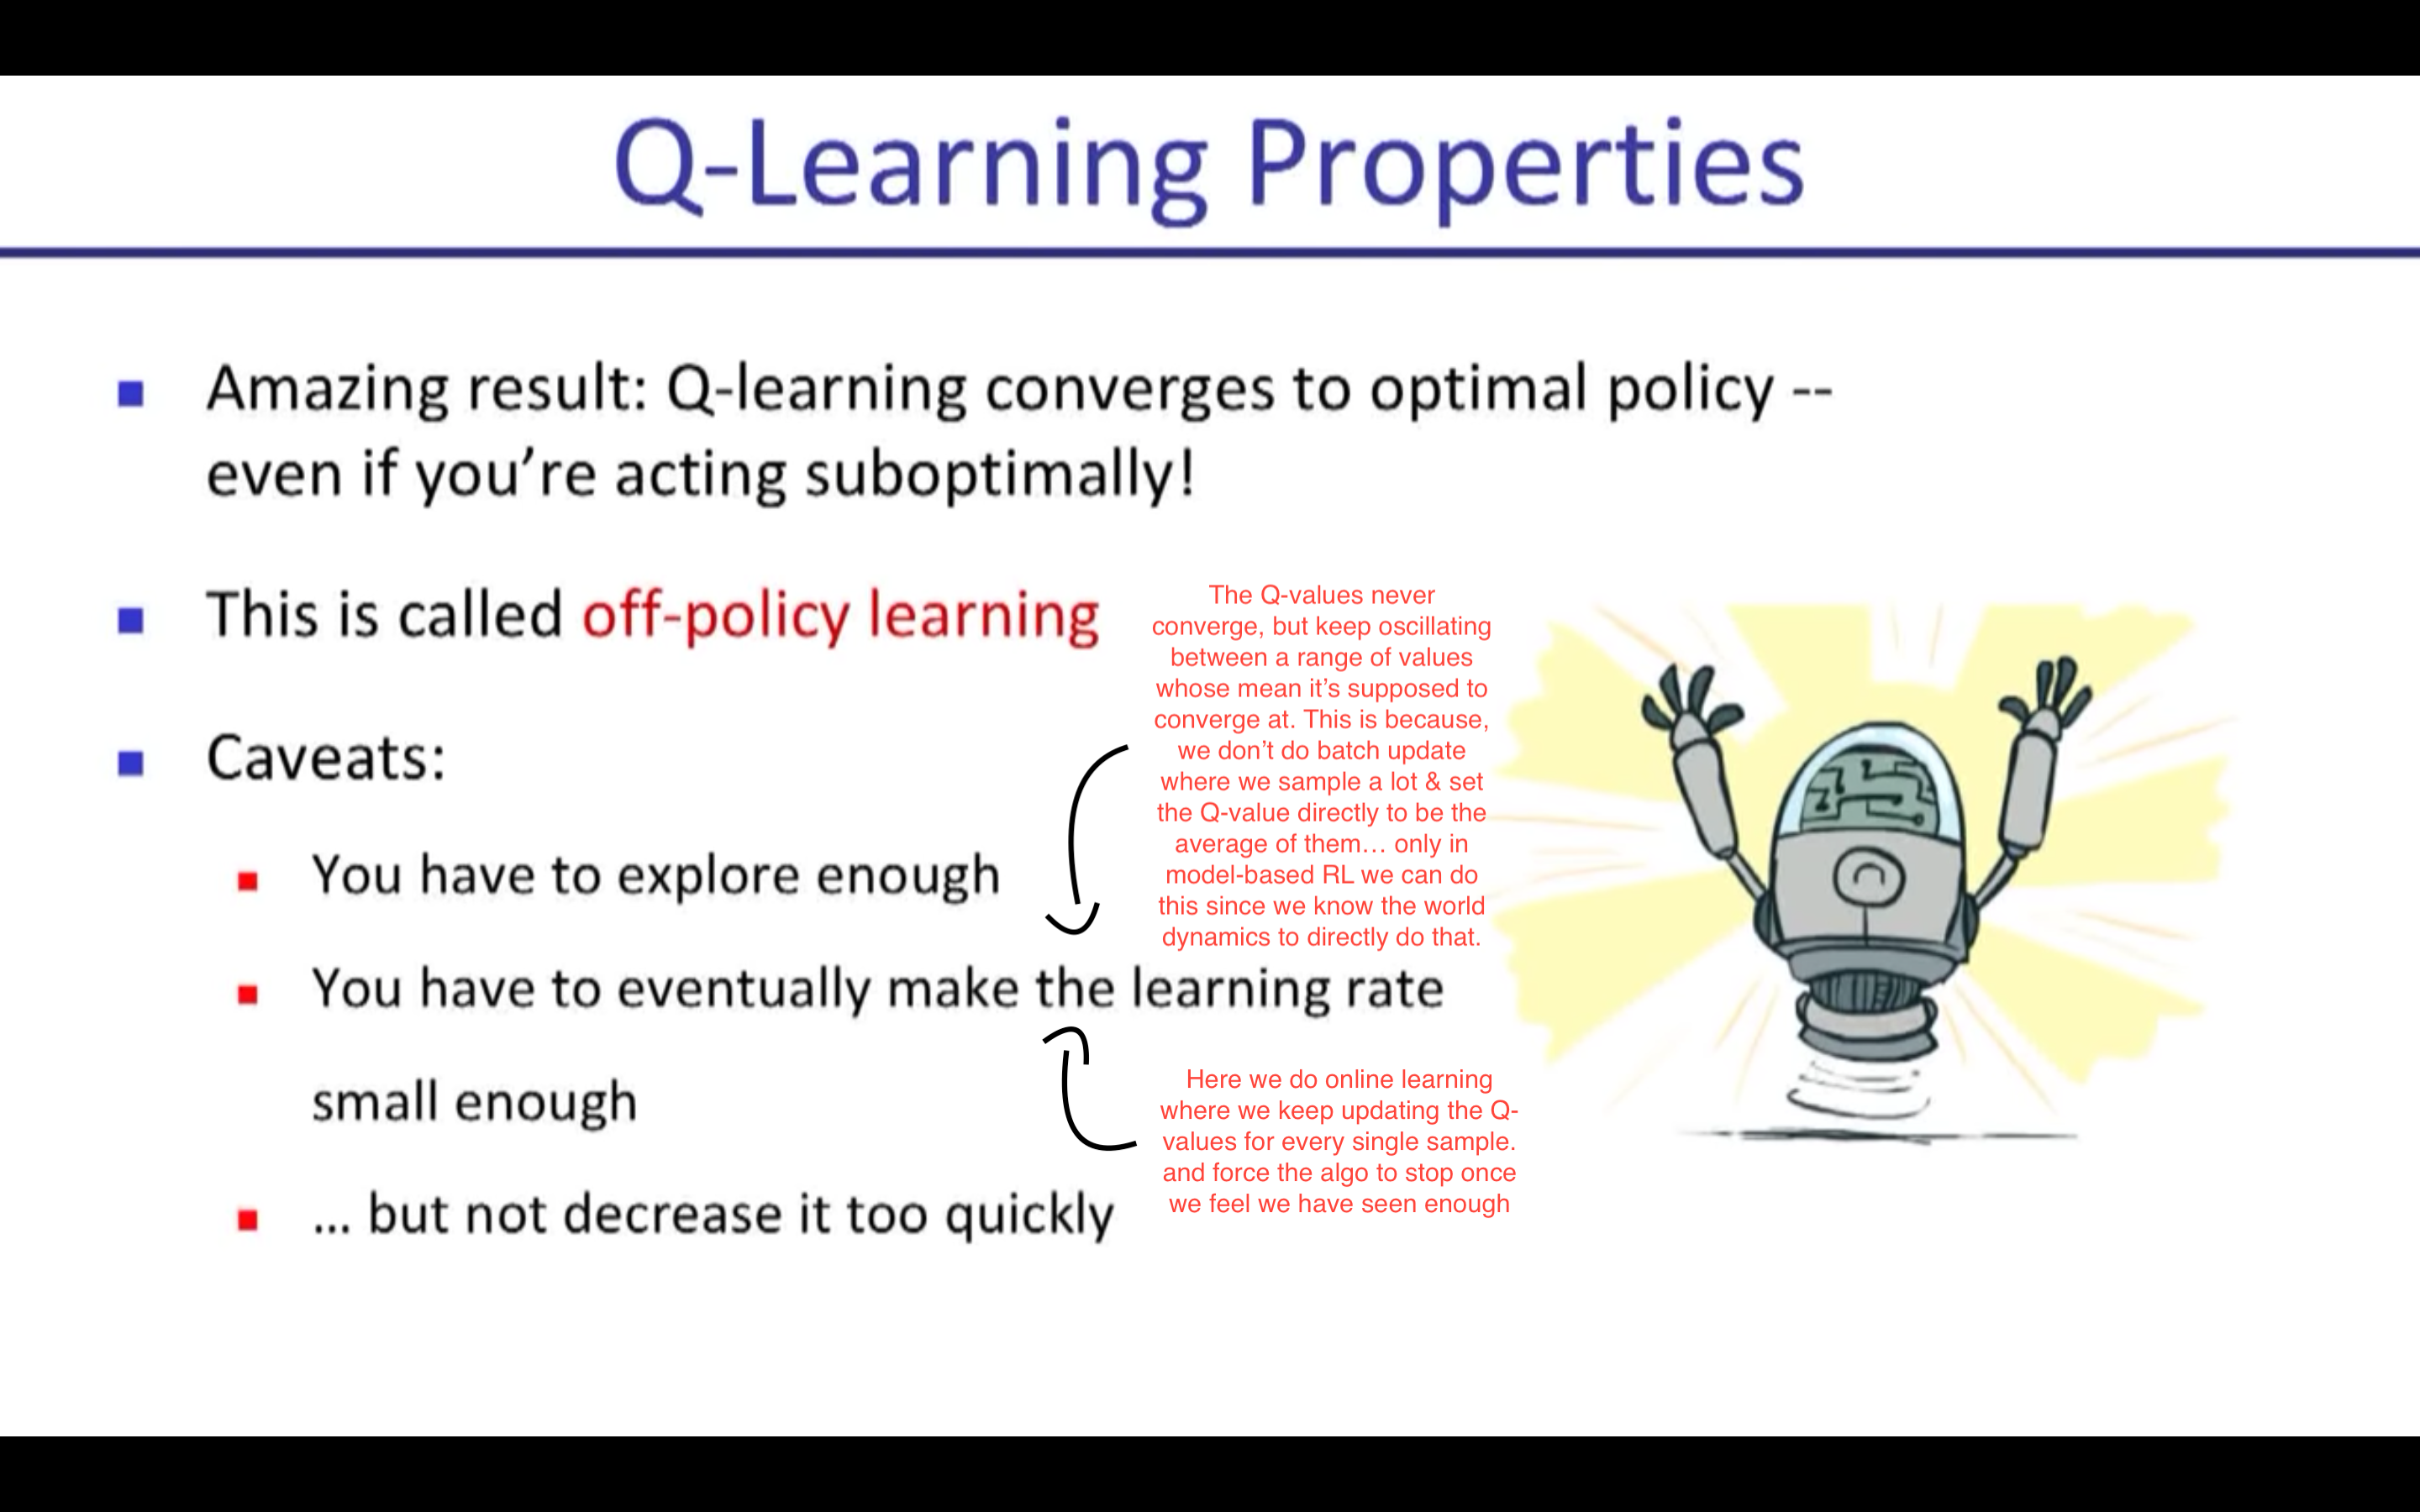 Q-Learning Properties
Amazing result: Q-learning converges to optimal policy --
even if you're acting suboptimally!
This is called off-policy learning
Caveats:
You have to explore enough
You have to eventually make the learning rate
small enough
... but not decrease it too quickly
The Q-values never
converge, but keep oscillating
between a range of values
whose mean it's supposed to
converge at. This is because,
we don't do batch update
where we sample a lot & set
the Q-value directly to be the
average of them... only in
model-based RL we can do
this since we know the world
dynamics to directly do that.
Here we do online learning
where we keep updating the Q-
values for every single sample.
and force the algo to stop once
we feel we have seen enough